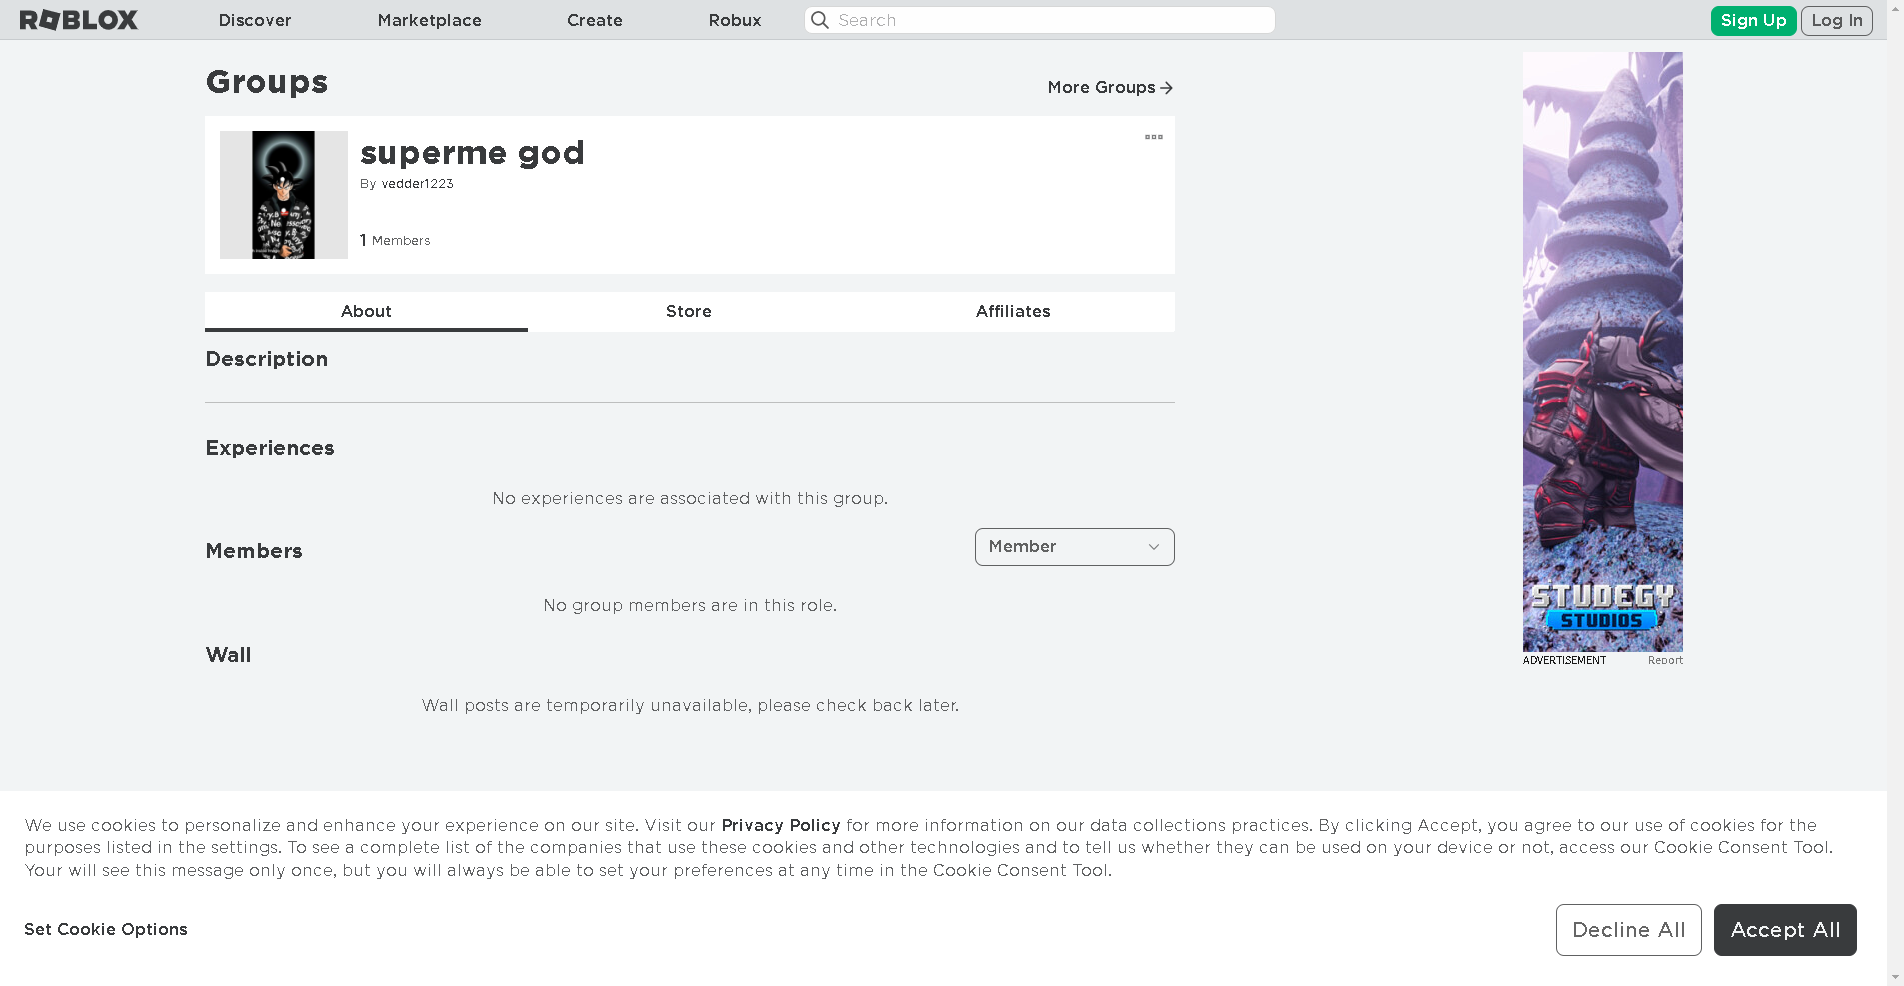 ROBLOX
Discover
Marketplace
Create
Robux
Search
Sign Up
Log In
Groups
More Groups
superme god
By vedder1223
1 Members
About
Store
Affiliates
Description
Experiences
No experiences are associated with this group.
Members
Member
No group members are in this role.
Wall
Wall posts are temporarily unavailable, please check back later.
STUDEGY
STUDIOS
ADVERTISEMENT
Report
We use cookies to personalize and enhance your experience on our site. Visit our Privacy Policy for more information on our data collections practices. By clicking Accept, you agree to our use of cookies for the
purposes listed in the settings. To see a complete list of the companies that use these cookies and other technologies and to tell us whether they can be used on your device or not, access our Cookie Consent Tool.
Your will see this message only once, but you will always be able to set your preferences at any time in the Cookie Consent Tool.
Set Cookie Options
Decline All
Accept All